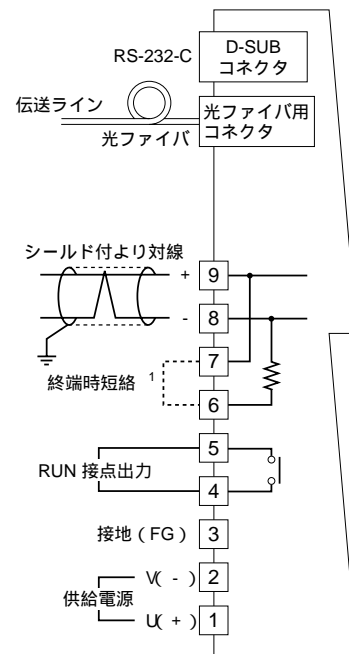 RS-232-C
D-SUB
コネクタ
伝送ライン
光ファイバ
光ファイバ用
コネクタ
シールド付より対線
+ 9
- 8
7
終端時短絡 1
6
5
RUN 接点出力
4
接地 ( FG ) 3
V( - ) 2
供給電源
U( + ) 1